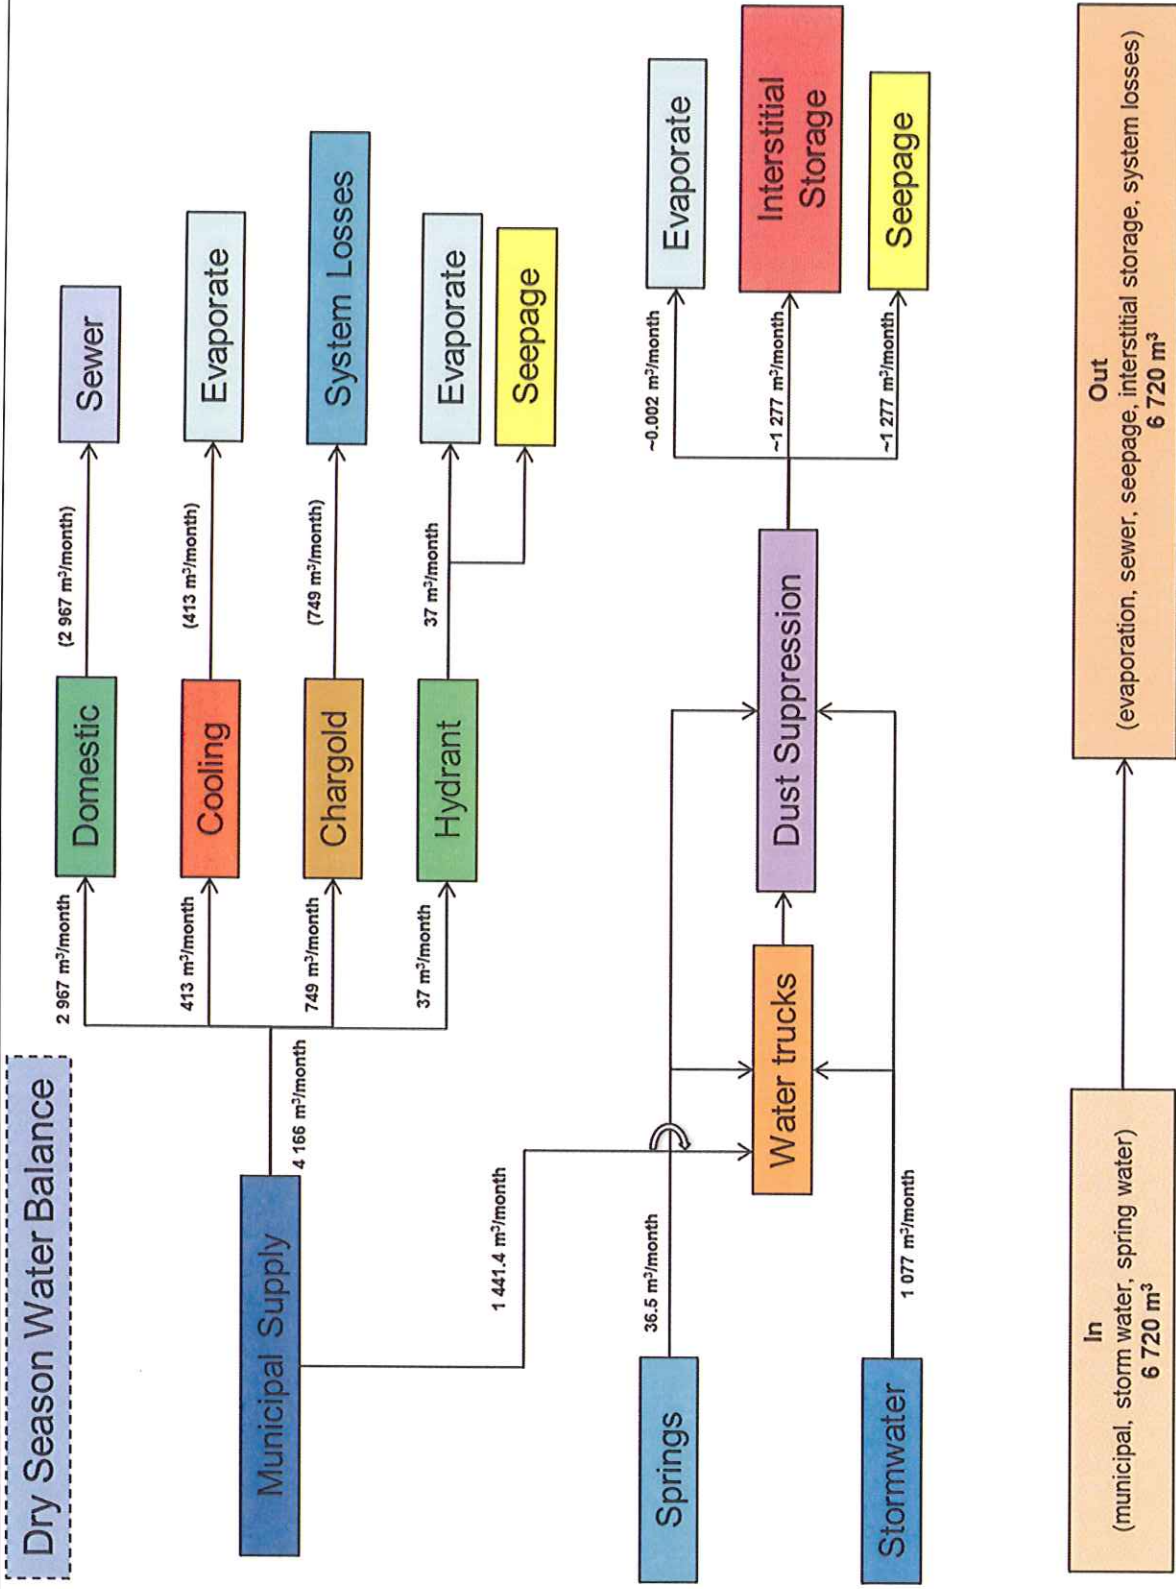 Dry Season Water Balance
Municipal Supply
4 166 m³/month
2 967 m³/month
Domestic
(2 967 m³/month)
Sewer
413 m³/month
Cooling
(413 m³/month)
Evaporate
749 m³/month
Chargold
(749 m³/month)
System Losses
37 m³/month
Hydrant
37 m³/month
Evaporate
Seepage
1 441.4 m³/month
Springs
36.5 m³/month
Stormwater
1 077 m³/month
Water trucks
Dust Suppression
~0.002 m³/month
Evaporate
~1 277 m³/month
Interstitial
Storage
~1 277 m³/month
Seepage
In
(municipal, storm water, spring water)
6 720 m³
Out
(evaporation, sewer, seepage, interstitial storage, system losses)
6 720 m³